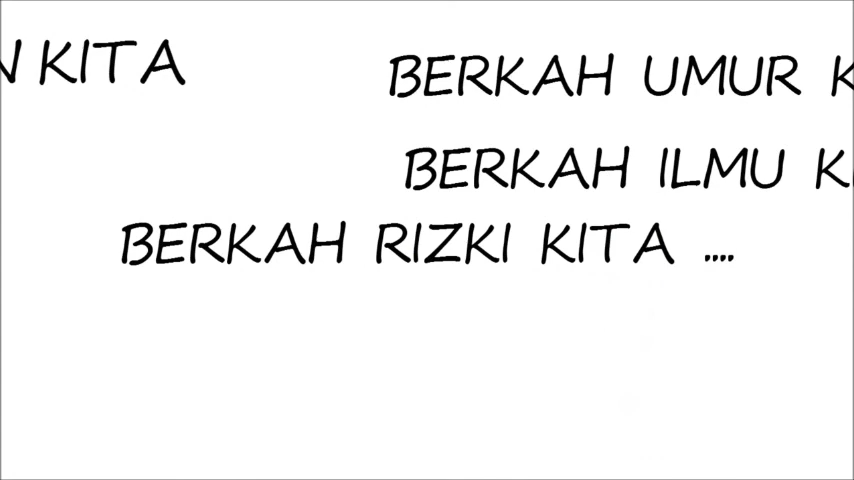 KITA
BERKAH UMUR
BERKAH ILMU
BERKAH RIZKI KITA ....